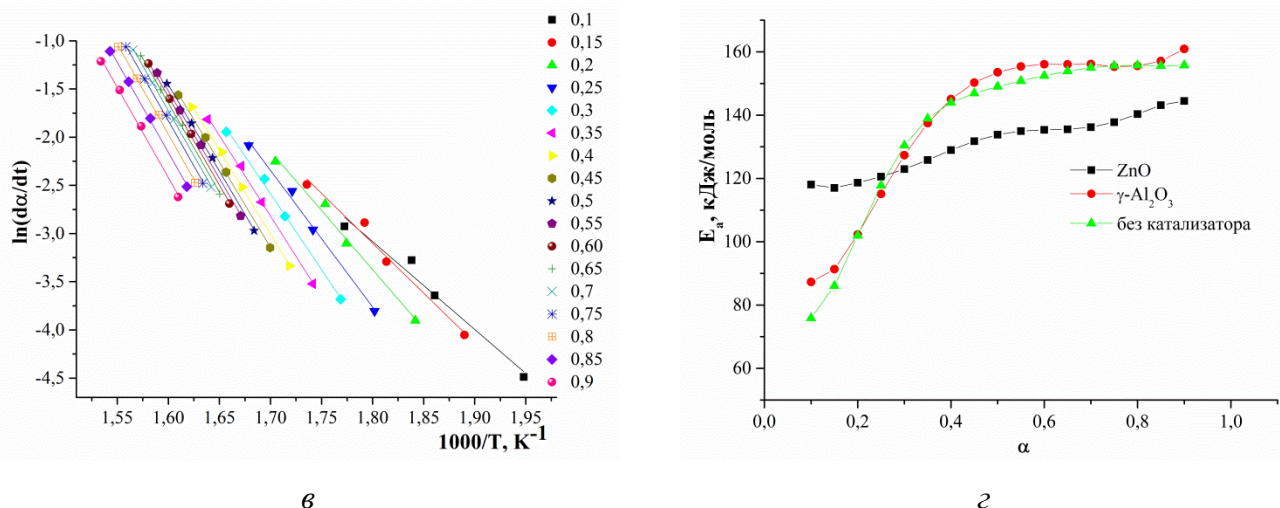 0,1
0,15
0,2
0,25
0,3
0,35
0,4
0,45
0,5
0,55
0,60
0,65
0,7
0,75
0,8
0,85
0,9
-1,0
-1,5
-2,0
-2,5
-3,0
-3,5
-4,0
-4,5
ln(dα/dt)
1,55 1,60 1,65 1,70 1,75 1,80 1,85 1,90 1,95
1000/T, K⁻¹
в
160
140
120
100
80
60
Eₐ, кДж/моль
ZnO
γ-Al₂O₃
без катализатора
0,0 0,2 0,4 0,6 0,8 1,0
α
г